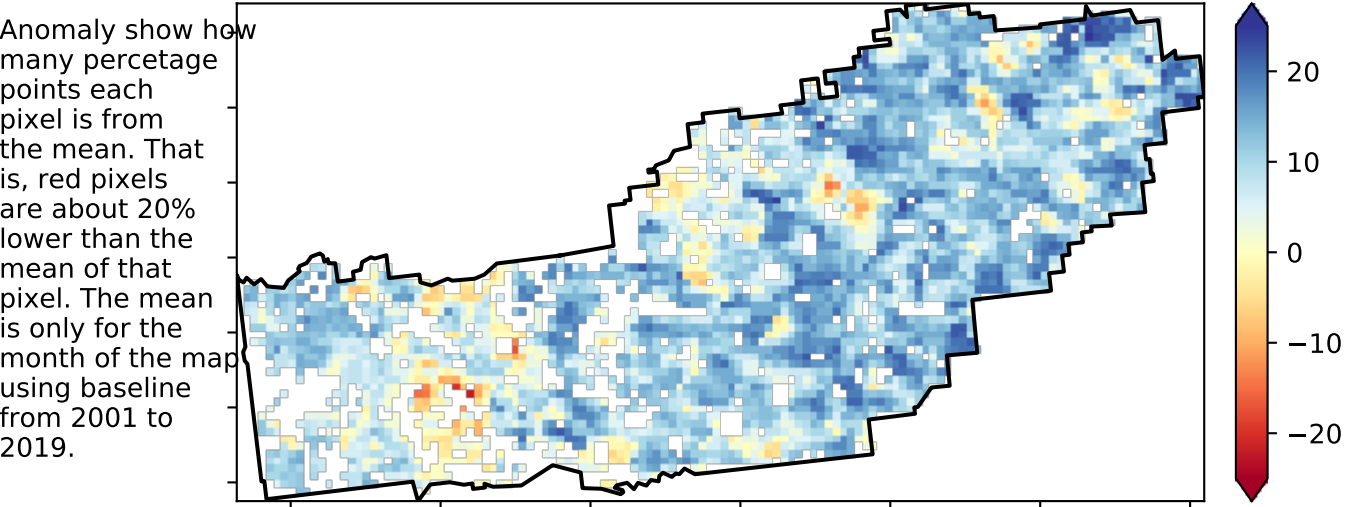 Anomaly show how
many percetage
points each
pixel is from
the mean. That
is, red pixels
are about 20%
lower than the
mean of that
pixel. The mean
is only for the
month of the map
using baseline
from 2001 to
2019.
20
10
0
−10
−20